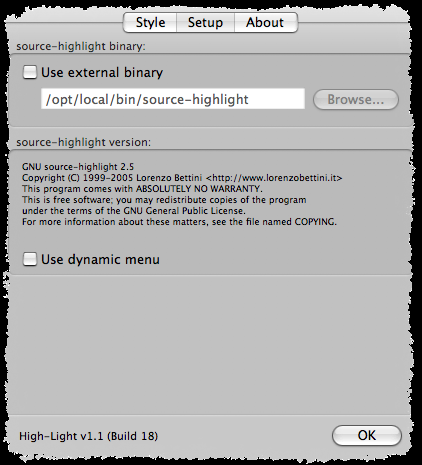 Style Setup About
source-highlight binary:
Use external binary
/opt/local/bin/source-highlight Browse...
source-highlight version:
GNU source-highlight 2.5
Copyright (C) 1999-2005 Lorenzo Bettini <http://www.lorenzobettini.it>
This program comes with ABSOLUTELY NO WARRANTY.
This is free software; you may redistribute copies of the program
under the terms of the GNU General Public License.
For more information about these matters, see the file named COPYING.
Use dynamic menu
High-Light v1.1 (Build 18) OK